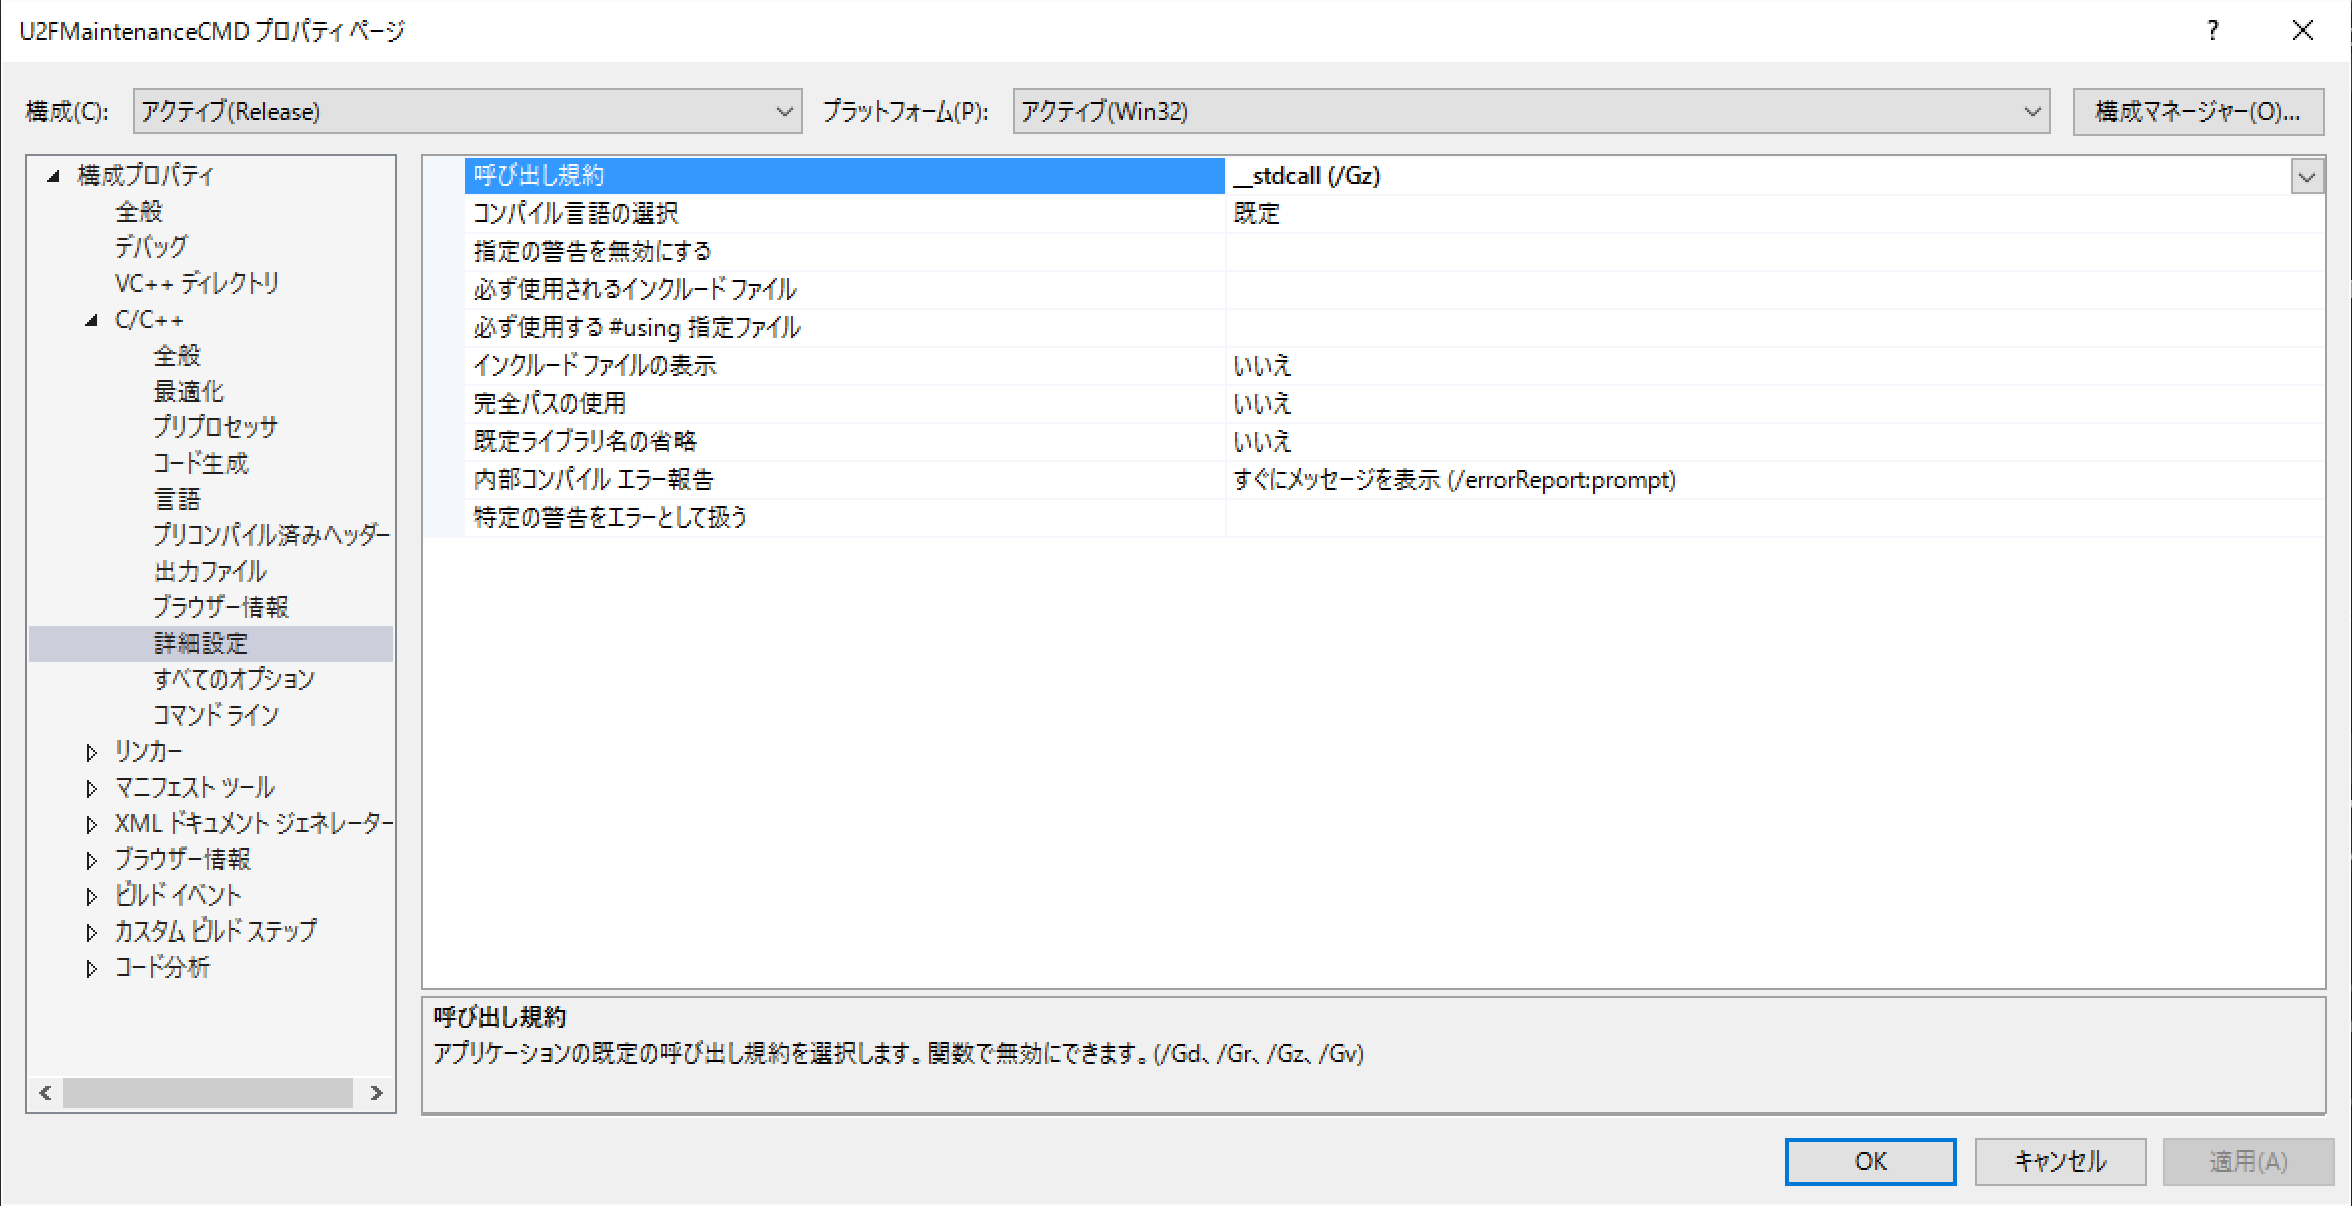 U2FMaintenanceCMD プロパティ ページ
構成(C): アクティブ(Release) プラットフォーム(P): アクティブ(Win32) 構成マネージャー(O)...
構成プロパティ
全般
デバッグ
VC++ ディレクトリ
C/C++
全般
最適化
プリプロセッサ
コード生成
言語
プリコンパイル済みヘッダー
出力ファイル
ブラウザー情報
詳細設定
すべてのオプション
コマンド ライン
リンカー
マニフェスト ツール
XML ドキュメント ジェネレーター
ブラウザー情報
ビルド イベント
カスタム ビルド ステップ
コード分析
呼び出し規約 __stdcall (/Gz)
コンパイル言語の選択 既定
指定の警告を無効にする
必ず使用されるインクルード ファイル
必ず使用する #using 指定ファイル
インクルード ファイルの表示 いいえ
完全パスの使用 いいえ
既定ライブラリ名の省略 いいえ
内部コンパイル エラー報告 すぐにメッセージを表示 (/errorReport:prompt)
特定の警告をエラーとして扱う
呼び出し規約
アプリケーションの既定の呼び出し規約を選択します。関数で無効にできます。(/Gd、/Gr、/Gz、/Gv)
OK キャンセル 適用(A)